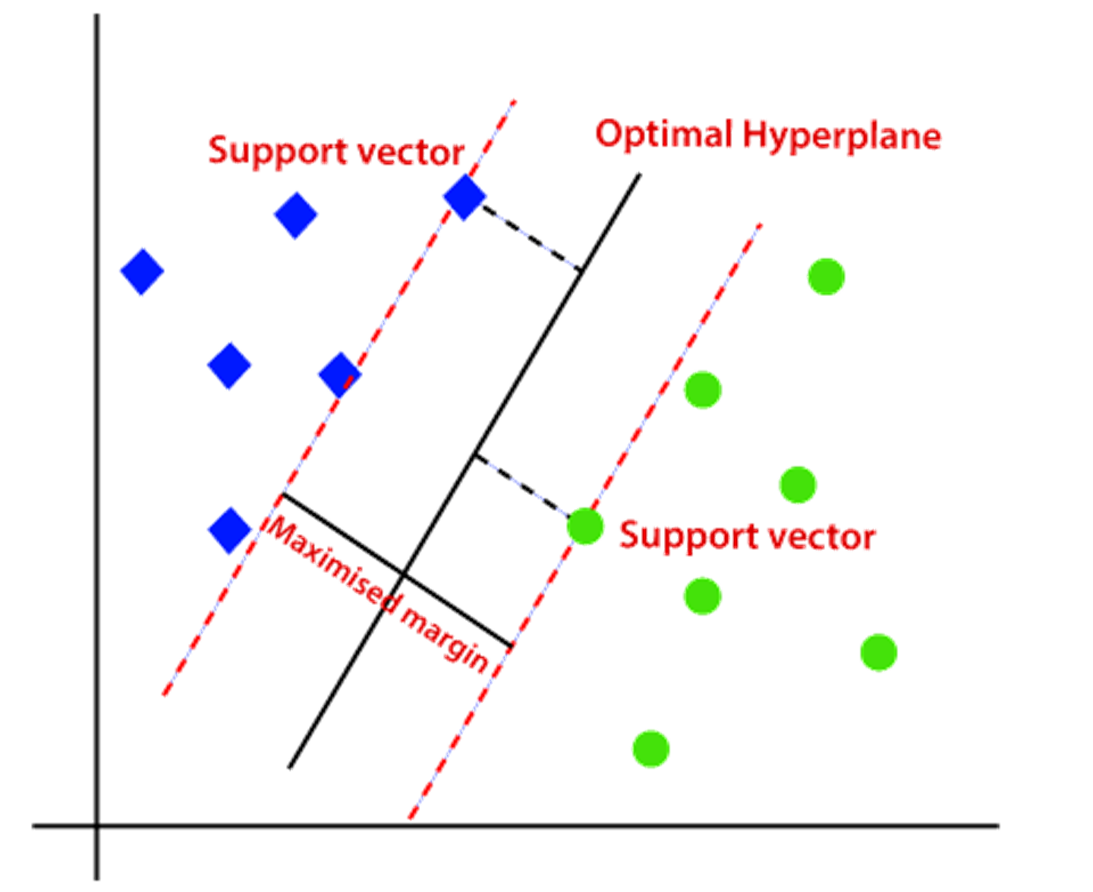 Optimal Hyperplane
Support vector
Support vector
Maximised margin